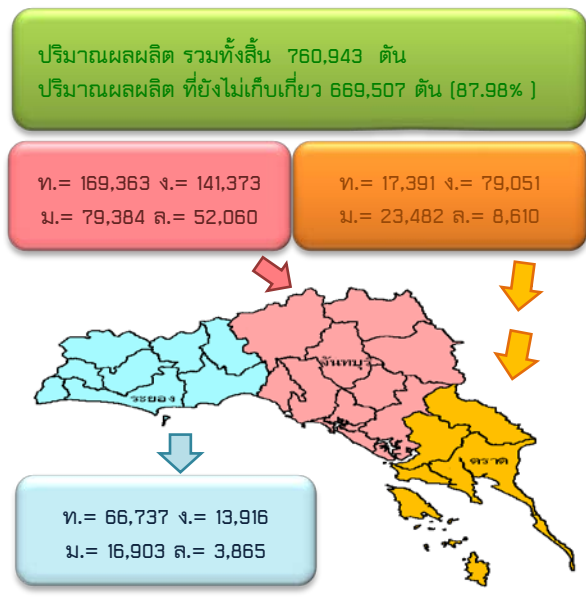 ปริมาณผลผลิต รวมทั้งสิ้น 760,943 ตัน
ปริมาณผลผลิต ที่ยังไม่เก็บเกี่ยว 669,507 ตัน (87.98% )
ท.= 169,363 ง.= 141,373
ม.= 79,384 ล.= 52,060
ท.= 17,391 ง.= 79,051
ม.= 23,482 ล.= 8,610
จันทบุรี
ระยอง
ตราด
ท.= 66,737 ง.= 13,916
ม.= 16,903 ล.= 3,865